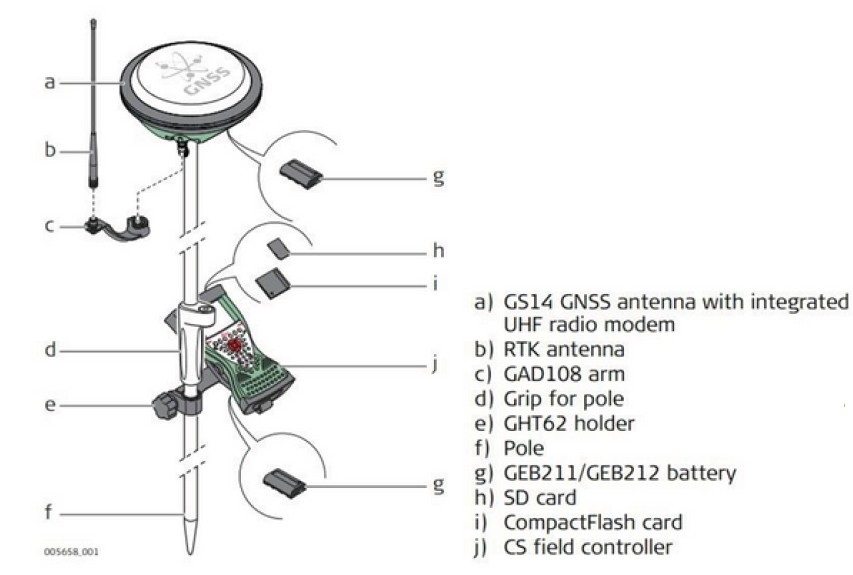 GNSS
a
b
c
d
e
f
g
h
i
j
g
005658_001
a) GS14 GNSS antenna with integrated
UHF radio modem
b) RTK antenna
c) GAD108 arm
d) Grip for pole
e) GHT62 holder
f) Pole
g) GEB211/GEB212 battery
h) SD card
i) CompactFlash card
j) CS field controller